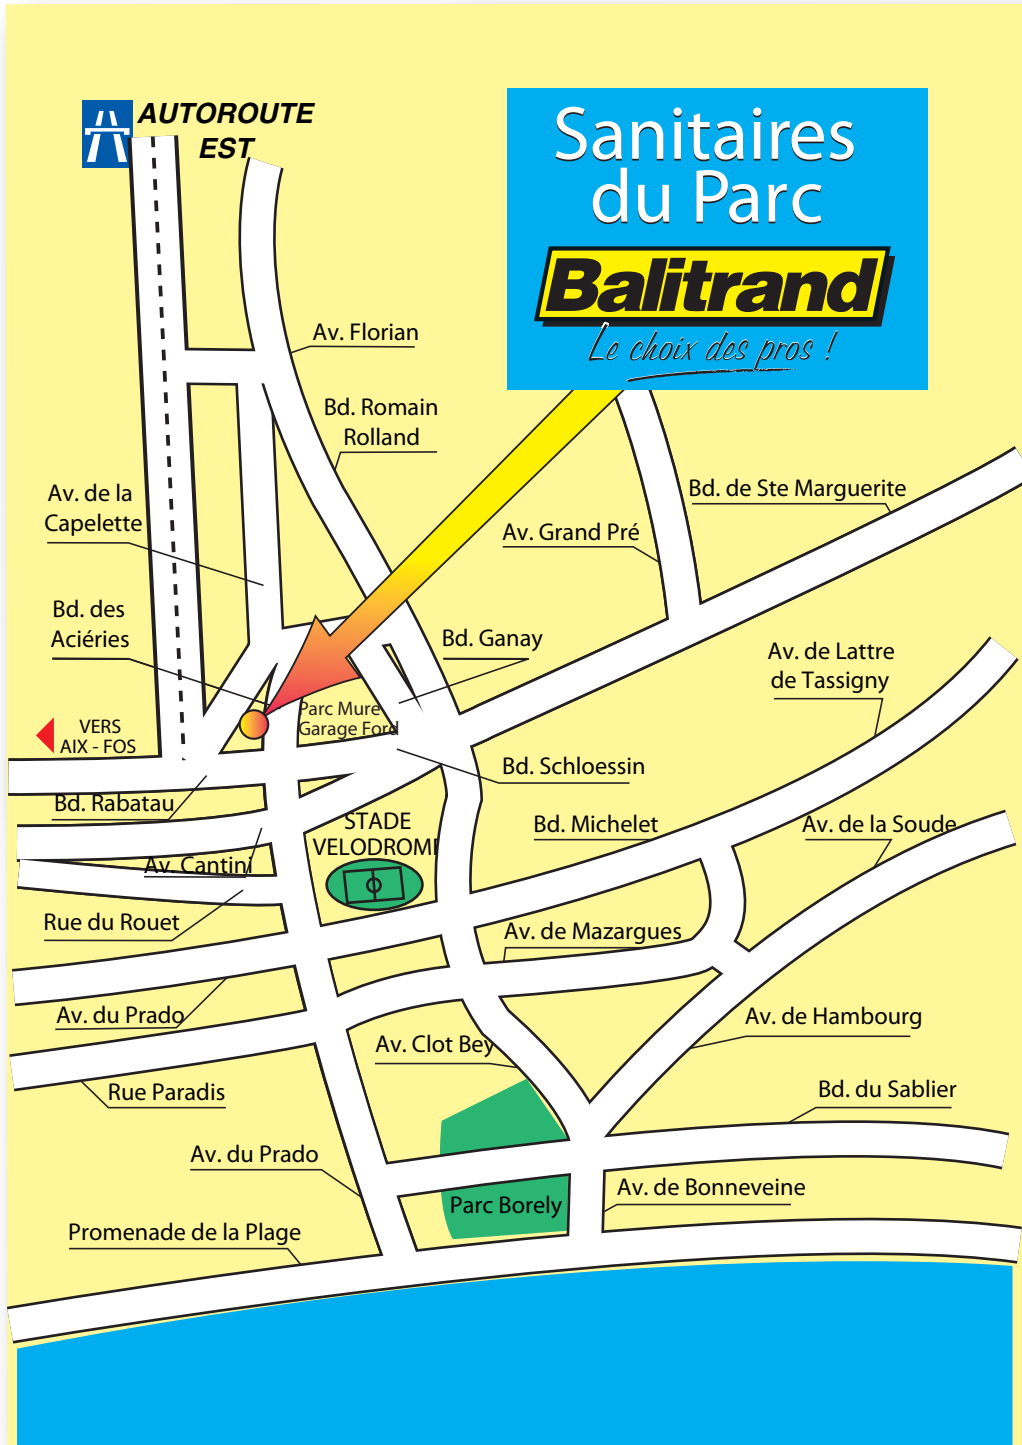 AUTOROUTE
EST
Sanitaires
du Parc
Balitrand
Le choix des pros !
Av. Florian
Bd. Romain
Rolland
Av. de la
Capelette
Bd. de Ste Marguerite
Av. Grand Pré
Bd. des
Aciéries
Bd. Ganay
Av. de Lattre
de Tassigny
Parc Mure
Garage Ford
VERS
AIX - FOS
Bd. Schloessin
Bd. Rabatau
STADE
VELODROME
Bd. Michelet
Av. de la Soude
Av. Cantini
Rue du Rouet
Av. de Mazargues
Av. du Prado
Av. de Hambourg
Av. Clot Bey
Rue Paradis
Bd. du Sablier
Av. du Prado
Av. de Bonneveine
Parc Borely
Promenade de la Plage